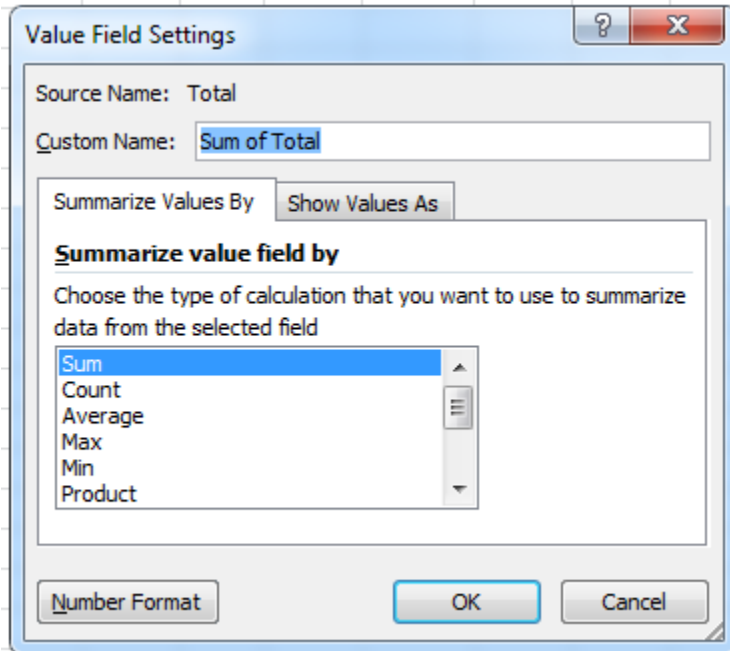 Value Field Settings
?
X
Source Name: Total
Custom Name: Sum of Total
Summarize Values By Show Values As
Summarize value field by
Choose the type of calculation that you want to use to summarize
data from the selected field
Sum
Count
Average
Max
Min
Product
Number Format OK Cancel